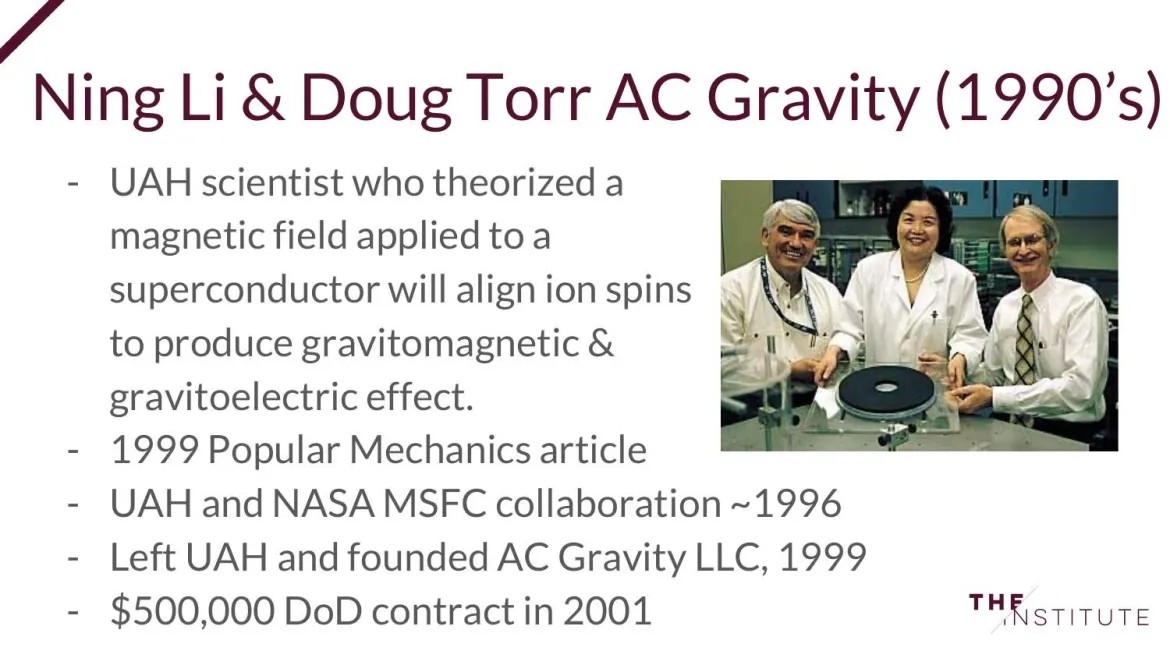 Ning Li & Doug Torr AC Gravity (1990’s)
- UAH scientist who theorized a
magnetic field applied to a
superconductor will align ion spins
to produce gravitomagnetic &
gravitoelectric effect.
- 1999 Popular Mechanics article
- UAH and NASA MSFC collaboration ~1996
- Left UAH and founded AC Gravity LLC, 1999
- $500,000 DoD contract in 2001
THE
INSTITUTE